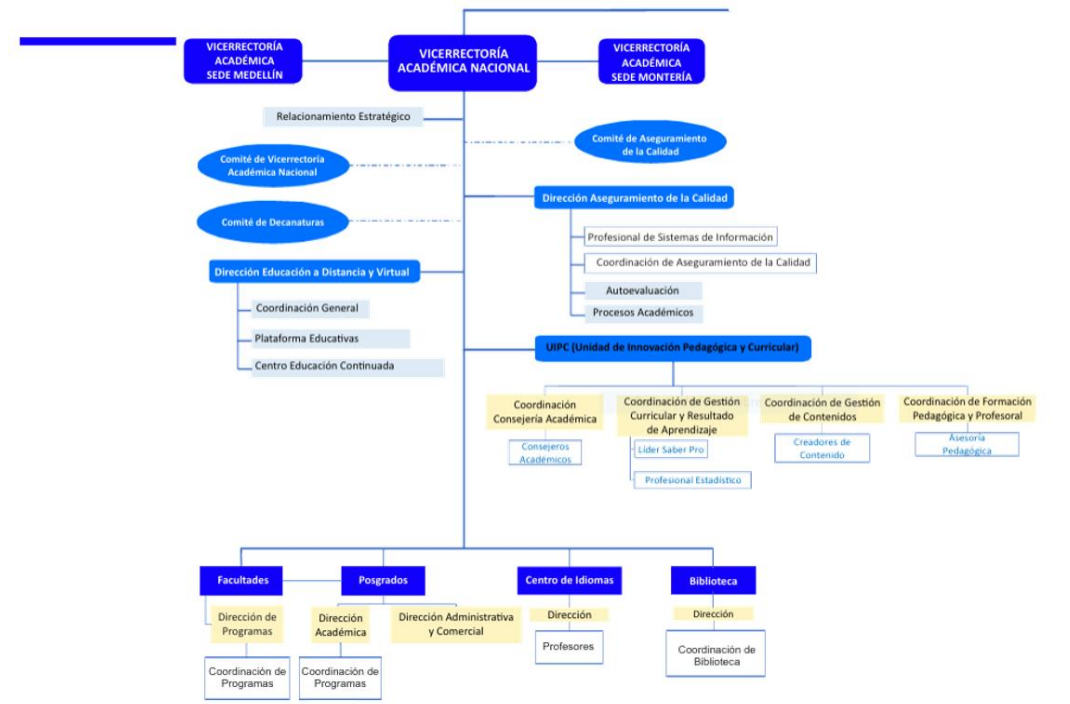 VICERRECTORÍA
ACADÉMICA
SEDE MEDELLÍN
VICERRECTORÍA
ACADÉMICA NACIONAL
VICERRECTORÍA
ACADÉMICA
SEDE MONTERÍA
Relacionamiento Estratégico
Comité de Aseguramiento
de la Calidad
Comité de Vicerrectoría
Académica Nacional
Dirección Aseguramiento de la Calidad
Comité de Decanaturas
Profesional de Sistemas de Información
Coordinación de Aseguramiento de la Calidad
Autoevaluación
Procesos Académicos
Dirección Educación a Distancia y Virtual
Coordinación General
Plataforma Educativas
Centro Educación Continuada
UIPC (Unidad de Innovación Pedagógica y Curricular)
Coordinación
Consejería Académica
Consejeros
Académicos
Coordinación de Gestión
Curricular y Resultado
de Aprendizaje
Líder Saber Pro
Profesional Estadístico
Coordinación de Gestión
de Contenidos
Creadores de
Contenido
Coordinación de Formación
Pedagógica y Profesoral
Asesoría
Pedagógica
Facultades
Dirección de
Programas
Coordinación de
Programas
Posgrados
Dirección
Académica
Coordinación de
Programas
Dirección Administrativa
y Comercial
Centro de Idiomas
Dirección
Profesores
Biblioteca
Dirección
Coordinación de
Biblioteca